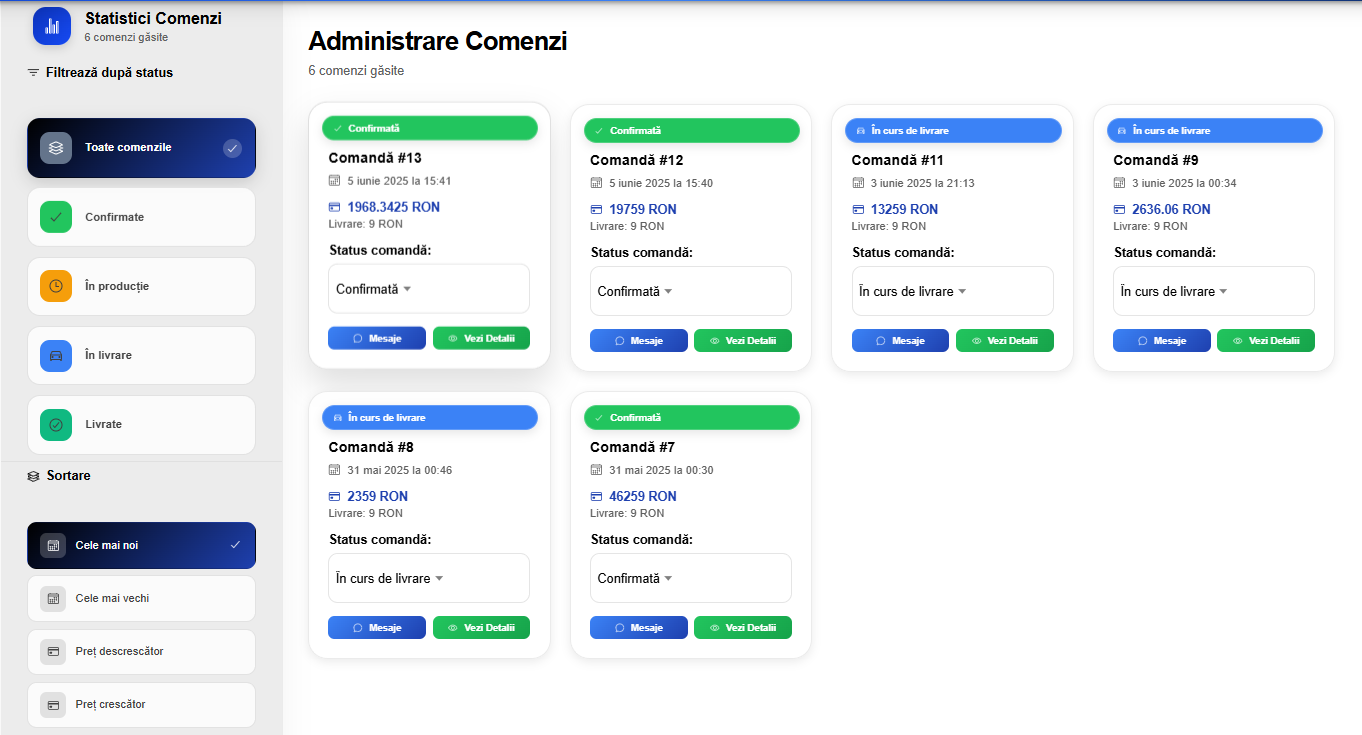 Statistici Comenzi
6 comenzi găsite
Filtrează după status
Toate comenzile
Confirmate
În producție
În livrare
Livrate
Sortare
Cele mai noi
Cele mai vechi
Preț descrescător
Preț crescător
Administrare Comenzi
6 comenzi găsite
Confirmată
Comandă #13
5 iunie 2025 la 15:41
1968.3425 RON
Livrare: 9 RON
Status comandă:
Confirmată
Mesaje Vezi Detalii
Confirmată
Comandă #12
5 iunie 2025 la 15:40
19759 RON
Livrare: 9 RON
Status comandă:
Confirmată
Mesaje Vezi Detalii
În curs de livrare
Comandă #11
3 iunie 2025 la 21:13
13259 RON
Livrare: 9 RON
Status comandă:
În curs de livrare
Mesaje Vezi Detalii
În curs de livrare
Comandă #9
3 iunie 2025 la 00:34
2636.06 RON
Livrare: 9 RON
Status comandă:
În curs de livrare
Mesaje Vezi Detalii
În curs de livrare
Comandă #8
31 mai 2025 la 00:46
2359 RON
Livrare: 9 RON
Status comandă:
În curs de livrare
Mesaje Vezi Detalii
Confirmată
Comandă #7
31 mai 2025 la 00:30
46259 RON
Livrare: 9 RON
Status comandă:
Confirmată
Mesaje Vezi Detalii